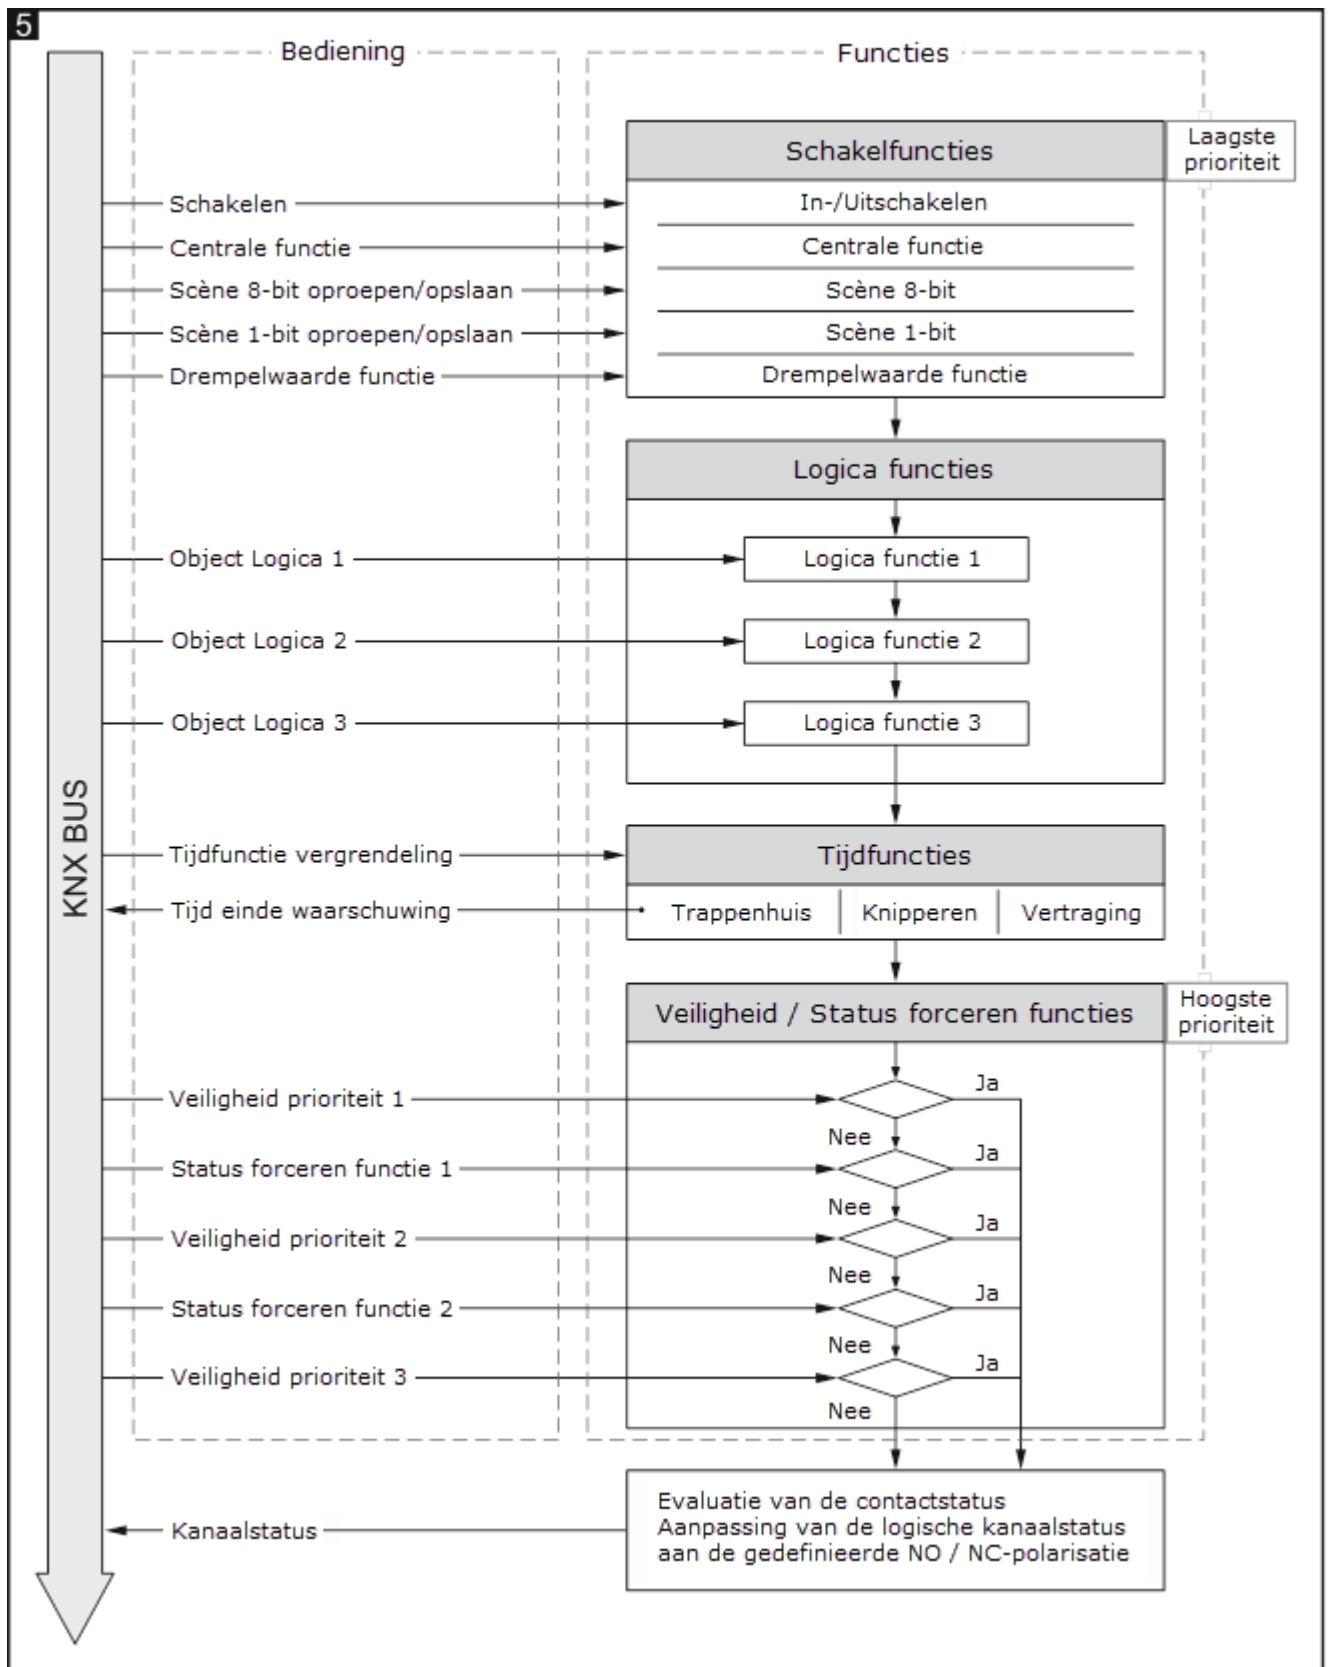 5
Bediening
Functies
Schakelfuncties
Laagste
prioriteit
Schakelen
In-/Uitschakelen
Centrale functie
Centrale functie
Scène 8-bit oproepen/opslaan
Scène 8-bit
Scène 1-bit oproepen/opslaan
Scène 1-bit
Drempelwaarde functie
Drempelwaarde functie
Logica functies
Object Logica 1
Logica functie 1
Object Logica 2
Logica functie 2
Object Logica 3
Logica functie 3
KNX BUS
Tijdfunctie vergrendeling
Tijdfuncties
Tijd einde waarschuwing
Trappenhuis
Knipperen
Vertraging
Veiligheid / Status forceren functies
Hoogste
prioriteit
Ja
Veiligheid prioriteit 1
Nee
Ja
Status forceren functie 1
Nee
Ja
Veiligheid prioriteit 2
Nee
Ja
Status forceren functie 2
Nee
Ja
Veiligheid prioriteit 3
Nee
Evaluatie van de contactstatus
Aanpassing van de logische kanaalstatus
aan de gedefinieerde NO / NC-polarisatie
Kanaalstatus